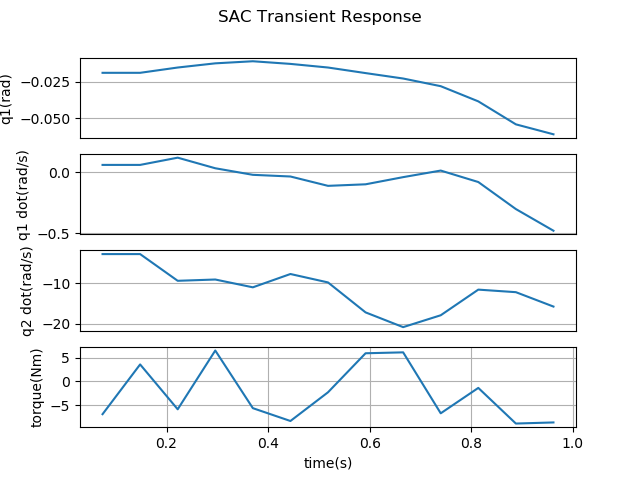 SAC Transient Response
q1(rad)
−0.025
−0.050
q1 dot(rad/s)
0.0
−0.5
q2 dot(rad/s)
−10
−20
torque(Nm)
5
0
−5
0.2 0.4 0.6 0.8 1.0
time(s)